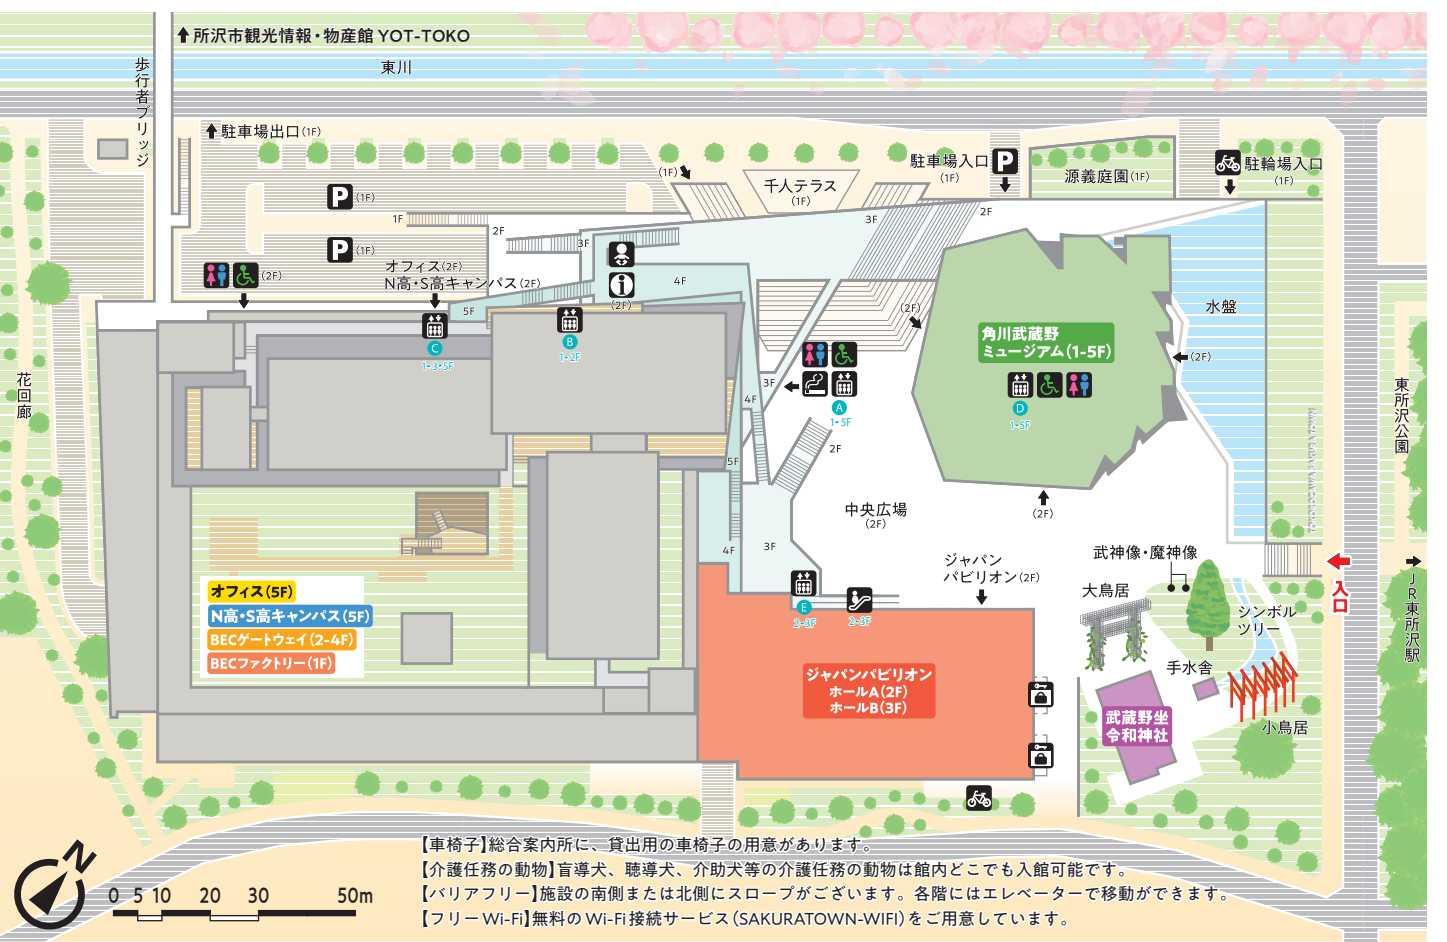 所沢市観光情報・物産館 YOT-TOKO
東川
歩行者ブリッジ
駐車場出口(1F)
(1F)
千人テラス
(1F)
駐車場入口
(1F)
P
源義庭園(1F)
駐輪場入口
(1F)
P (1F)
1F
2F
3F
3F
2F
P (1F)
オフィス(2F)
N高・S高キャンパス(2F)
(2F)
i
(2F)
4F
5F
C
1-3・5F
B
1-2F
(2F)
角川武蔵野
ミュージアム(1-5F)
D
1-5F
水盤
(2F)
3F
4F
A
1-5F
2F
5F
花回廊
東所沢公園
TOKOROZAWA SAKURA TOWN
中央広場
(2F)
(2F)
4F
3F
ジャパン
パビリオン(2F)
武神像・魔神像
大鳥居
シンボル
ツリー
入口
JR東所沢駅
オフィス(5F)
N高・S高キャンパス(5F)
BECゲートウェイ(2-4F)
BECファクトリー(1F)
E
2-3F
2-3F
手水舎
ジャパンパビリオン
ホールA(2F)
ホールB(3F)
武蔵野坐
令和神社
小鳥居
N
0 5 10 20 30 50m
【車椅子】総合案内所に、貸出用の車椅子の用意があります。
【介護任務の動物】盲導犬、聴導犬、介助犬等の介護任務の動物は館内どこでも入館可能です。
【バリアフリー】施設の南側または北側にスロープがございます。各階にはエレベーターで移動ができます。
【フリーWi-Fi】無料のWi-Fi接続サービス(SAKURATOWN-WIFI)をご用意しています。